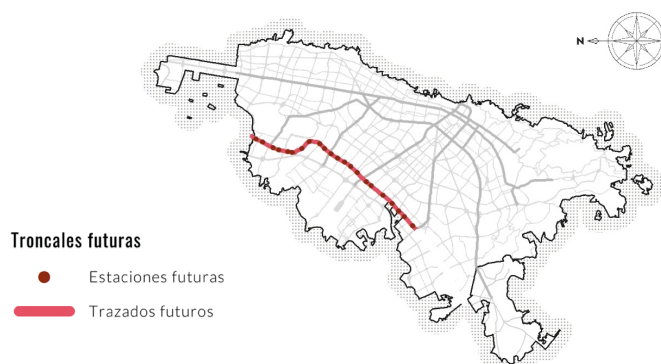 N
Troncales futuras
Estaciones futuras
Trazados futuros